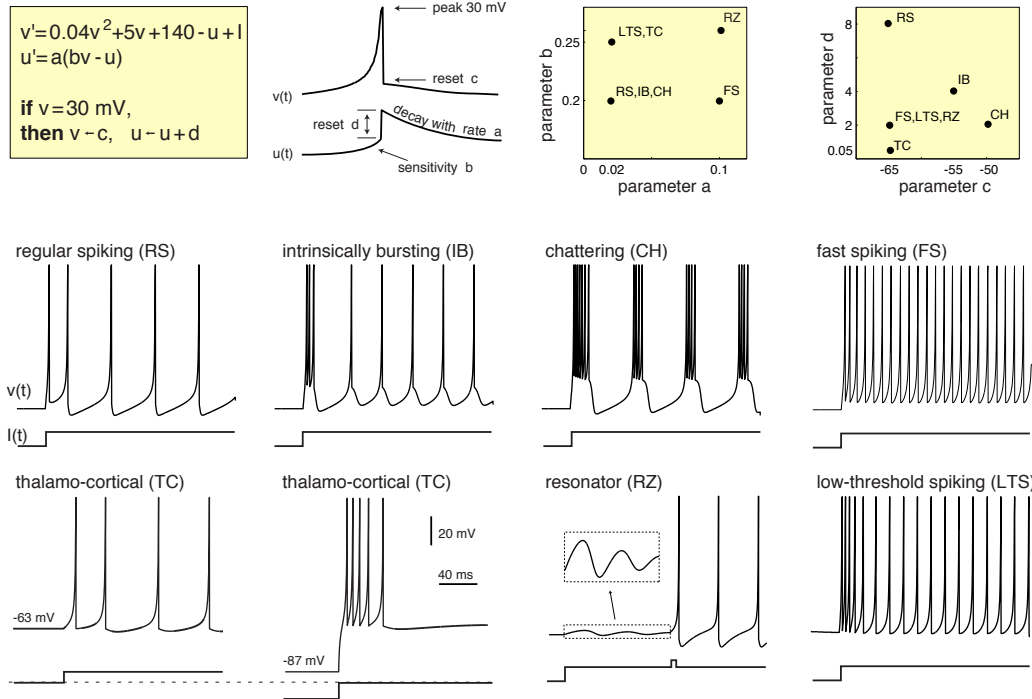 v'=0.04v²+5v+140 - u+I
u'=a(bv - u)
if v=30 mV,
then v←c, u←u+d
peak 30 mV
reset c
v(t)
reset d
decay with rate a
u(t)
sensitivity b
parameter b
0.25
0.2
LTS,TC
RZ
RS,IB,CH
FS
0
0.02
0.1
parameter a
parameter d
8
4
2
0.05
RS
IB
FS,LTS,RZ
CH
TC
-65
-55
-50
parameter c
regular spiking (RS)
intrinsically bursting (IB)
chattering (CH)
fast spiking (FS)
v(t)
I(t)
thalamo-cortical (TC)
thalamo-cortical (TC)
resonator (RZ)
low-threshold spiking (LTS)
20 mV
40 ms
-63 mV
-87 mV